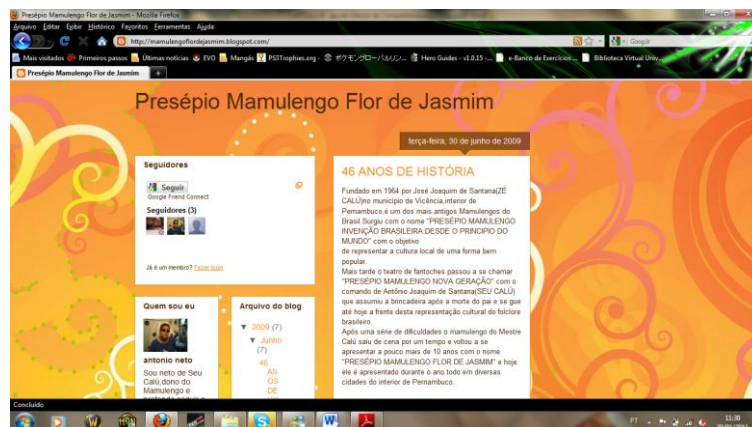 Presépio Mamulengo Flor de Jasmim - Mozilla Firefox
Arquivo Editar Exibir Histórico Favoritos Ferramentas Ajuda
http://mamulengoflordejasmim.blogspot.com/
Google
Mais visitados Primeiros passos Últimas notícias EVO Mangás PS3Trophies.org - Hero Guides - v1.0.15 -... e-Banco de Exercícios ... Biblioteca Virtual Univ...
Presépio Mamulengo Flor de Jasmim
Presépio Mamulengo Flor de Jasmim
terça-feira, 30 de junho de 2009
Seguidores
Seguir
Google Friend Connect
Seguidores (3)
Já é um membro? Fazer login
Quem sou eu
antonio neto
Sou neto de Seu
Calú,dono do
Mamulengo e
Arquivo do blog
▼ 2009 (7)
▼ Junho
(7)
46
AN
OS
DE
46 ANOS DE HISTÓRIA
Fundado em 1964 por José Joaquim de Santana(ZÉ
CALÚ)no município de Vicência,interior de
Pernambuco,é um dos mais antigos Mamulengos do
Brasil.Surgiu com o nome "PRESÉPIO MAMULENGO
INVENÇÃO BRASILEIRA DESDE O PRINCIPIO DO
MUNDO" com o objetivo
de representar a cultura local de uma forma bem
popular.
Mais tarde o teatro de fantoches passou a se chamar
"PRESÉPIO MAMULENGO NOVA GERAÇÃO" com o
comando de Antônio Joaquim de Santana(SEU CALÚ)
que assumiu a brincadeira após a morte do pai e se gue
até hoje a frente desta representação cultural do folclore
brasileiro.
Após uma série de dificuldades o mamulengo do Mestre
Calú saiu de cena por um tempo e voltou a se
apresentar a pouco mais de 10 anos com o nome
"PRESÉPIO MAMULENGO FLOR DE JASMIM" e hoje
ele é apresentado durante o ano todo em diversas
cidades do interior de Pernambuco.
Concluído
PT
11:30
20/01/2011